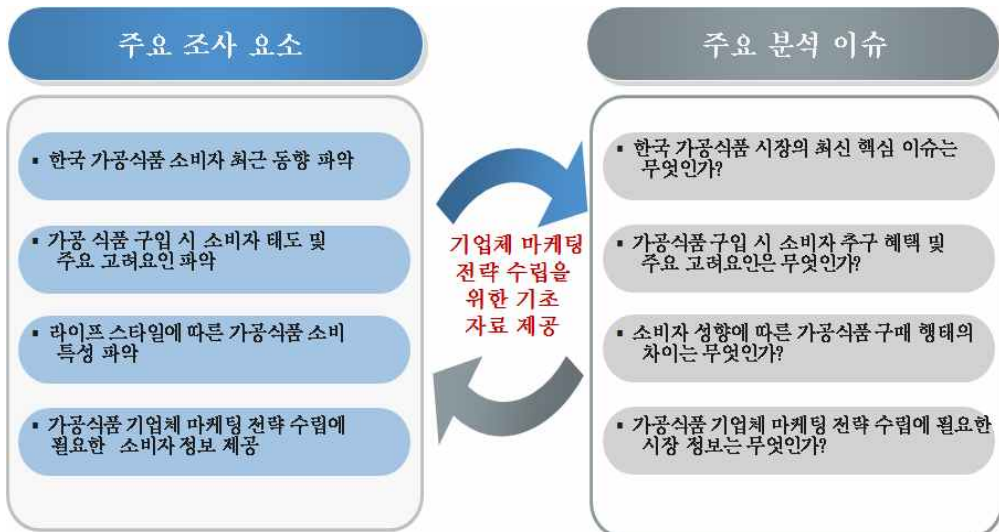 주요 조사 요소
▪ 한국 가공식품 소비자 최근 동향 파악
▪ 가공 식품 구입 시 소비자 태도 및
주요 고려요인 파악
▪ 라이프 스타일에 따른 가공식품 소비
특성 파악
▪ 가공식품 기업체 마케팅 전략 수립에
필요한 소비자 정보 제공
기업체 마케팅
전략 수립을
위한 기초
자료 제공
주요 분석 이슈
▪ 한국 가공식품 시장의 최신 핵심 이슈는
무엇인가?
▪ 가공식품 구입 시 소비자 추구 혜택 및
주요 고려요인은 무엇인가?
▪ 소비자 성향에 따른 가공식품 구매 행태의
차이는 무엇인가?
▪ 가공식품 기업체 마케팅 전략 수립에 필요한
시장 정보는 무엇인가?